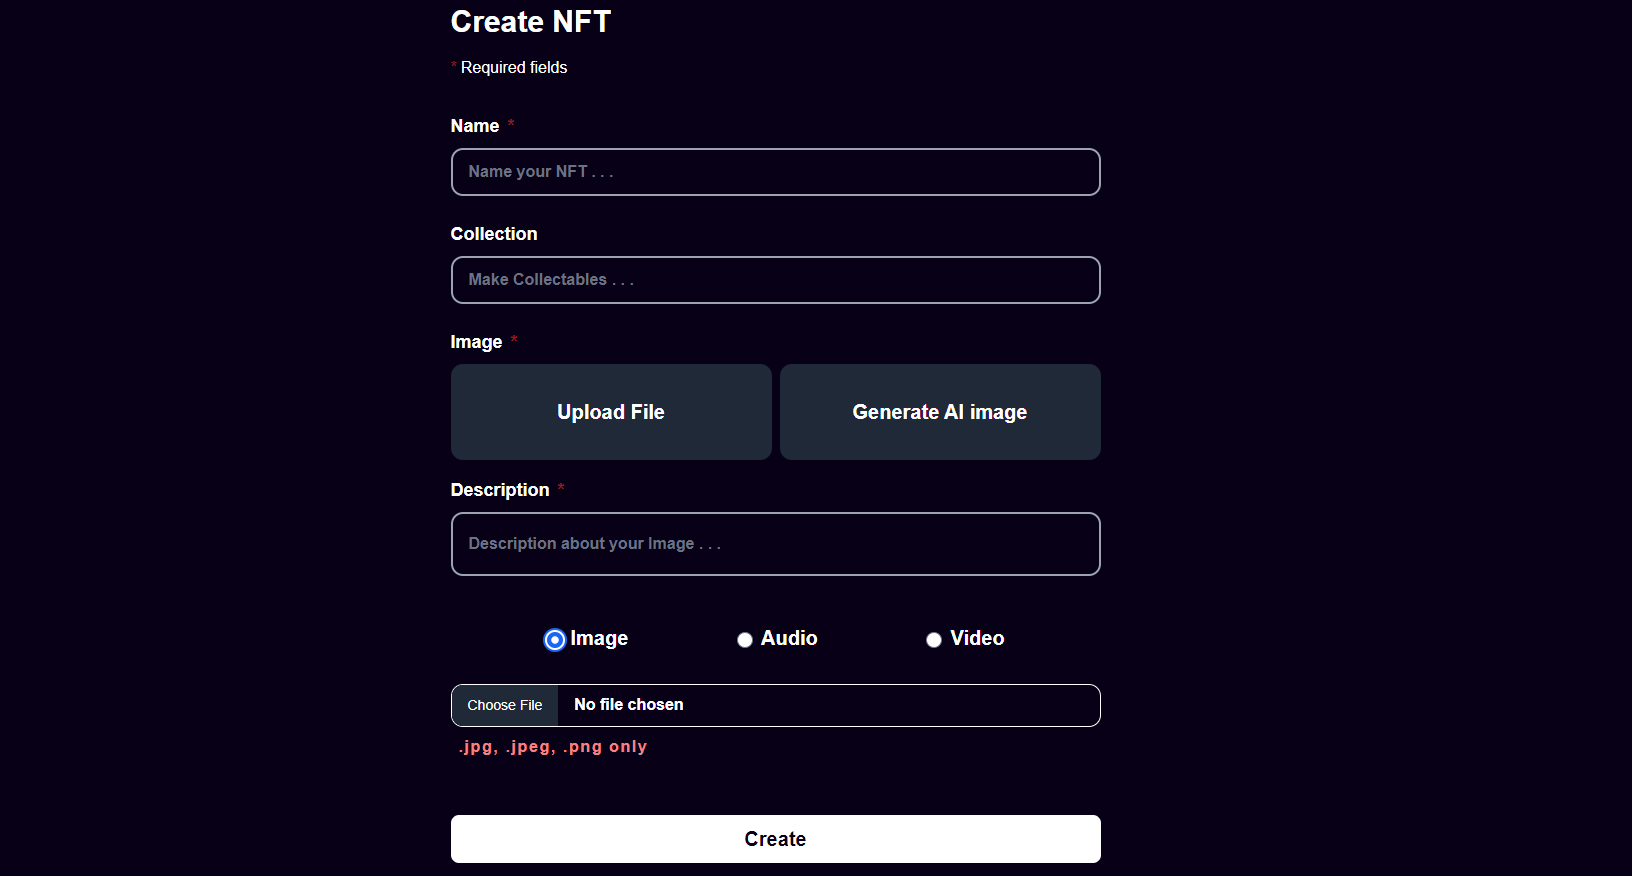 Create NFT
* Required fields
Name *
Name your NFT . . .
Collection
Make Collectables . . .
Image *
Upload File
Generate AI image
Description *
Description about your Image . . .
Image Audio Video
Choose File No file chosen
.jpg, .jpeg, .png only
Create